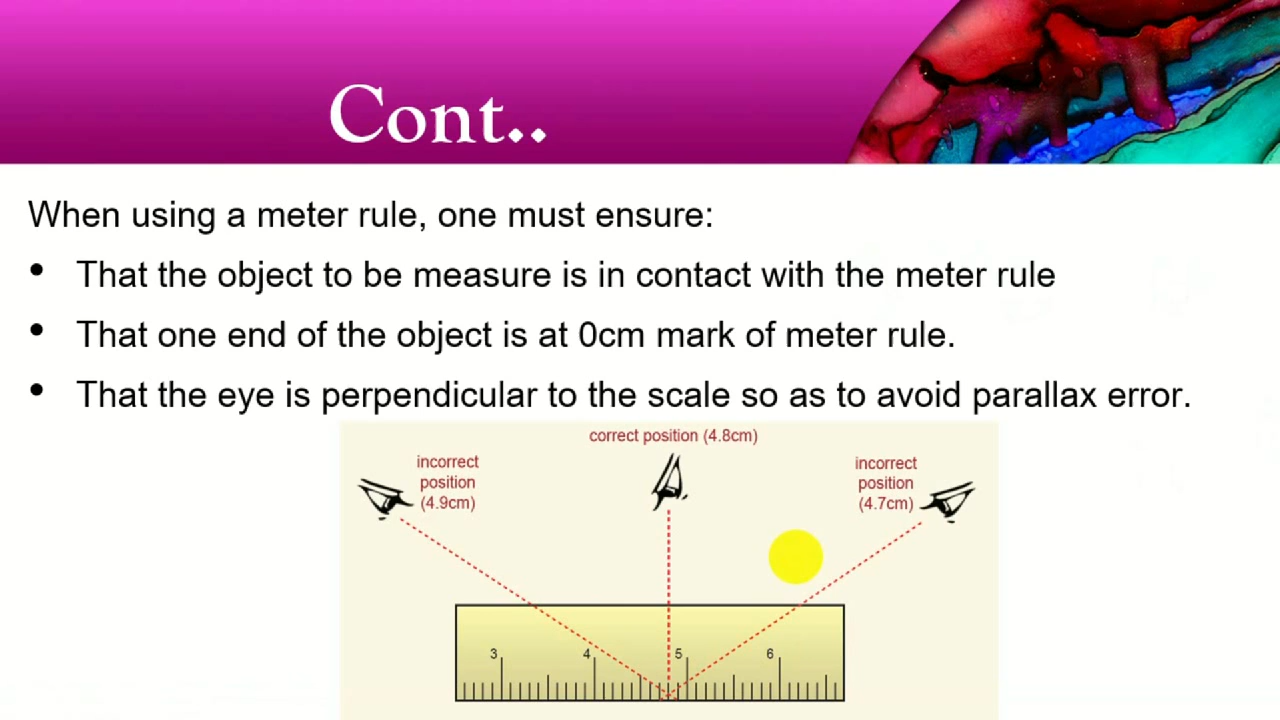 Cont..
When using a meter rule, one must ensure:
• That the object to be measure is in contact with the meter rule
• That one end of the object is at 0cm mark of meter rule.
• That the eye is perpendicular to the scale so as to avoid parallax error.
correct position (4.8cm)
incorrect
position
(4.9cm)
incorrect
position
(4.7cm)
3 4 5 6